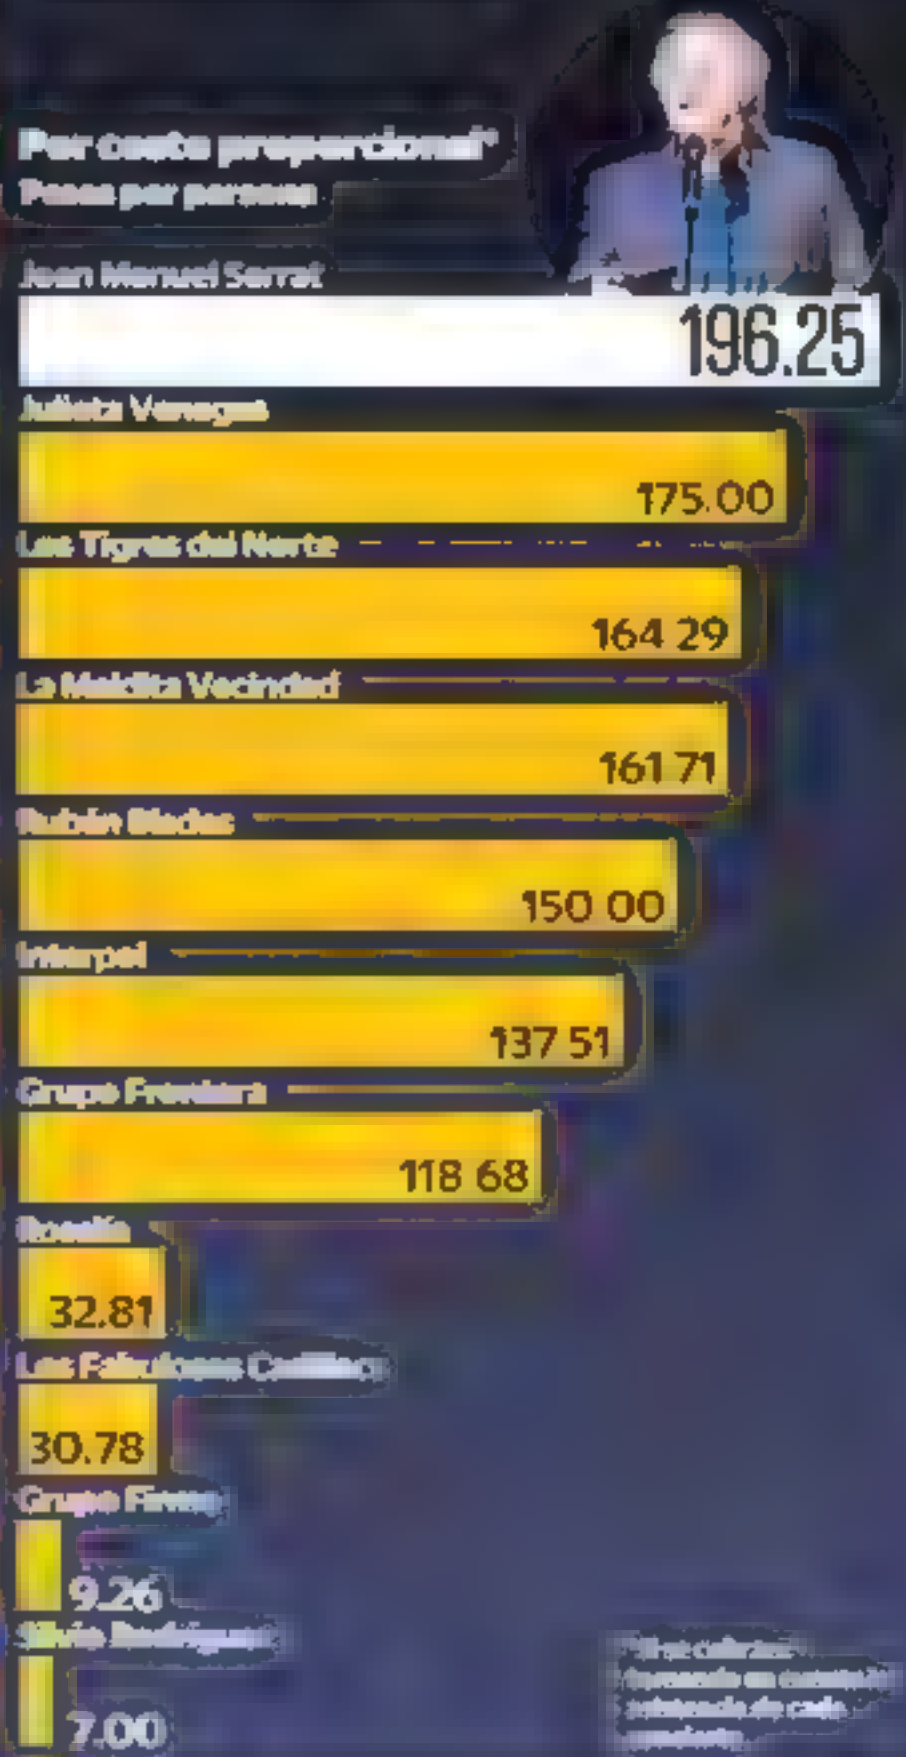 Por costo proporcional*
Pesos por persona
Joan Manuel Serrat
196.25
Julieta Venegas
175.00
Los Tigres del Norte
164 29
La Maldita Vecindad
161 71
Rubén Blades
150 00
Interpol
137 51
Grupo Frontera
118 68
Rosalía
32.81
Los Fabulosos Cadillacs
30.78
Grupo Firme
9.26
Silvio Rodríguez
7.00